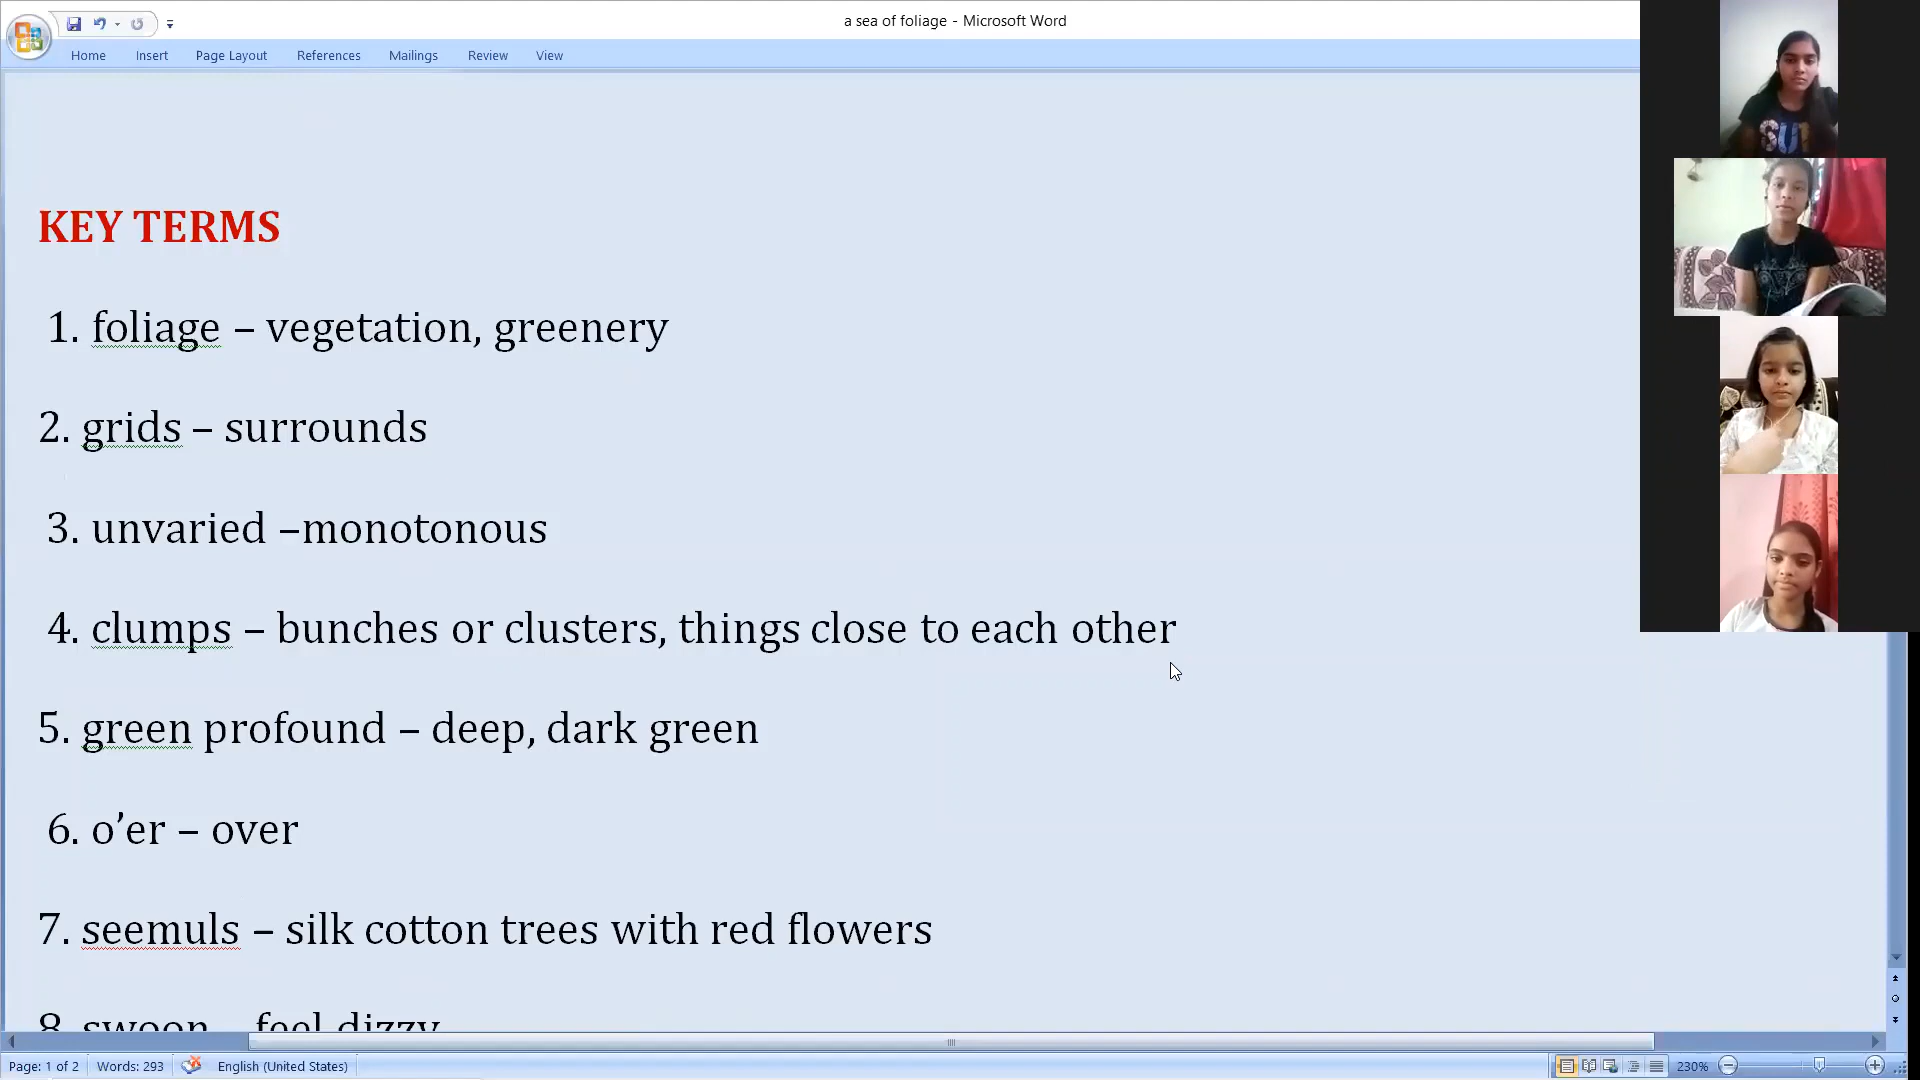 a sea of foliage - Microsoft Word
Home Insert Page Layout References Mailings Review View
KEY TERMS
1. foliage – vegetation, greenery
2. grids – surrounds
3. unvaried –monotonous
4. clumps – bunches or clusters, things close to each other
5. green profound – deep, dark green
6. o’er – over
7. seemuls – silk cotton trees with red flowers
8. swoon – feel dizzy
Page: 1 of 2 Words: 293 English (United States) 230%